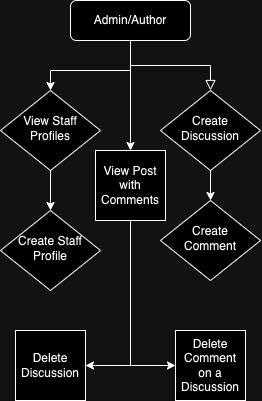 Admin/Author
View Staff
Profiles
Create
Discussion
View Post
with
Comments
Create Staff
Profile
Create
Comment
Delete
Discussion
Delete
Comment
on a
Discussion